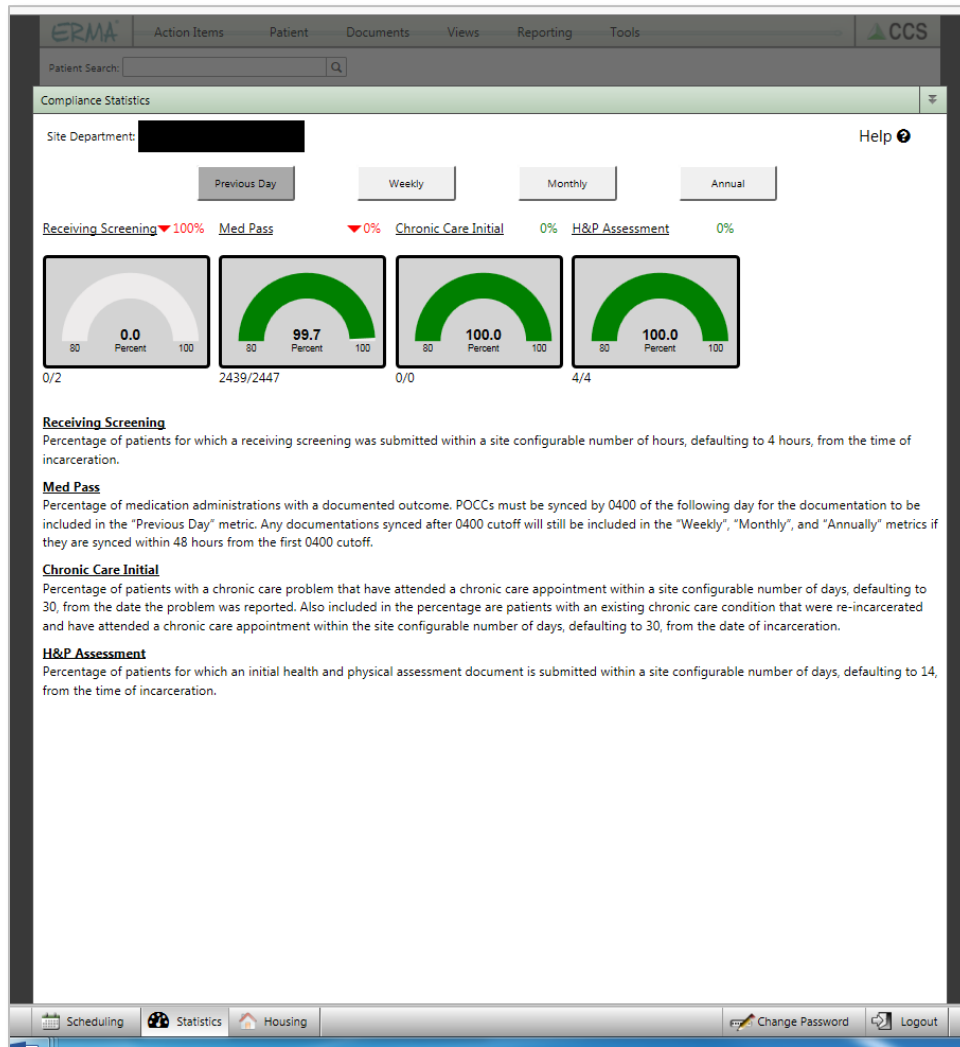 ERMA Action Items Patient Documents Views Reporting Tools CCS
Patient Search:
Compliance Statistics
Site Department: Help
Previous Day Weekly Monthly Annual
Receiving Screening 100% Med Pass 0% Chronic Care Initial 0% H&P Assessment 0%
0.0 99.7 100.0 100.0
80 Percent 100 80 Percent 100 80 Percent 100 80 Percent 100
0/2 2439/2447 0/0 4/4
Receiving Screening
Percentage of patients for which a receiving screening was submitted within a site configurable number of hours, defaulting to 4 hours, from the time of
incarceration.
Med Pass
Percentage of medication administrations with a documented outcome. POCCs must be synced by 0400 of the following day for the documentation to be
included in the "Previous Day" metric. Any documentations synced after 0400 cutoff will still be included in the "Weekly", "Monthly", and "Annually" metrics if
they are synced within 48 hours from the first 0400 cutoff.
Chronic Care Initial
Percentage of patients with a chronic care problem that have attended a chronic care appointment within a site configurable number of days, defaulting to
30, from the date the problem was reported. Also included in the percentage are patients with an existing chronic care condition that were re-incarcerated
and have attended a chronic care appointment within the site configurable number of days, defaulting to 30, from the date of incarceration.
H&P Assessment
Percentage of patients for which an initial health and physical assessment document is submitted within a site configurable number of days, defaulting to 14,
from the time of incarceration.
Scheduling Statistics Housing Change Password Logout